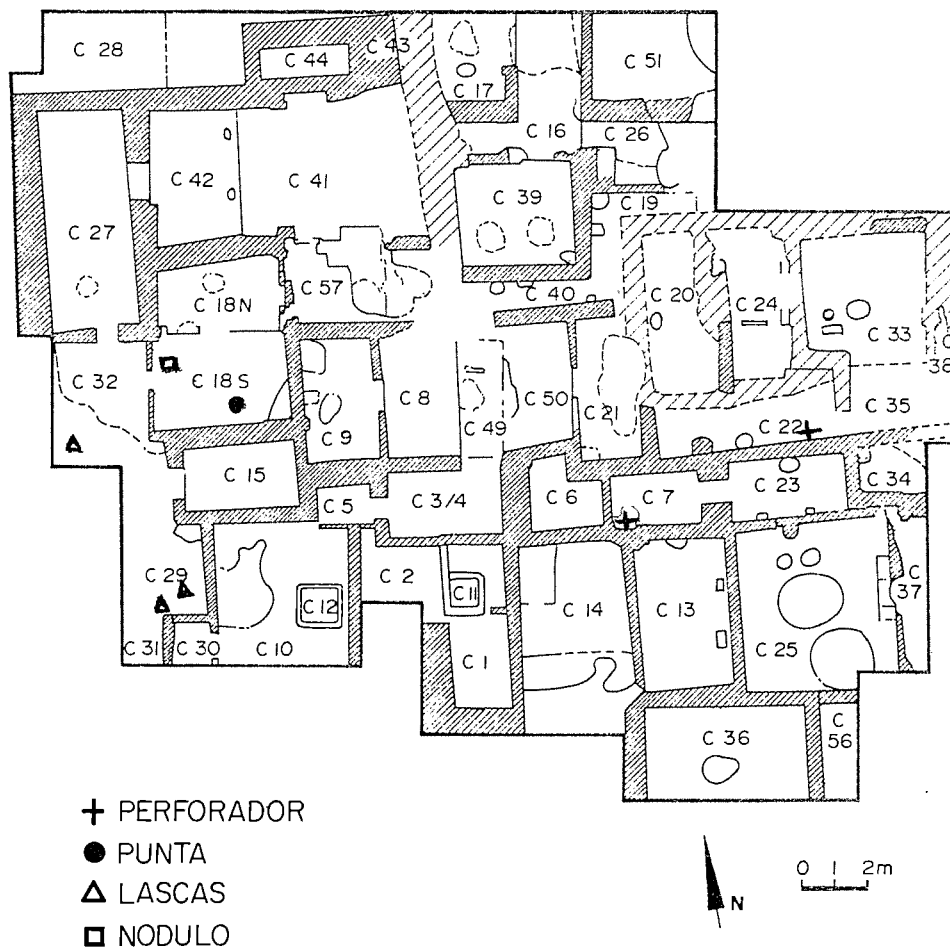 C 28
C 44
C 43
C 17
C 51
C 16
C 26
C 42
C 41
C 39
C 19
C 27
C 18N
C 57
C 40
C 20
C 24
C 33
C 38
C 32
C 18S
C 9
C 8
C 49
C 50
C 21
C 22
C 35
C 15
C 5
C 3/4
C 6
C 7
C 23
C 34
C 29
C 2
C 11
C 12
C 14
C 13
C 37
C 31
C 30
C 10
C 1
C 25
C 36
C 56
PERFORADOR
PUNTA
LASCAS
NODULO
N
0 1 2m